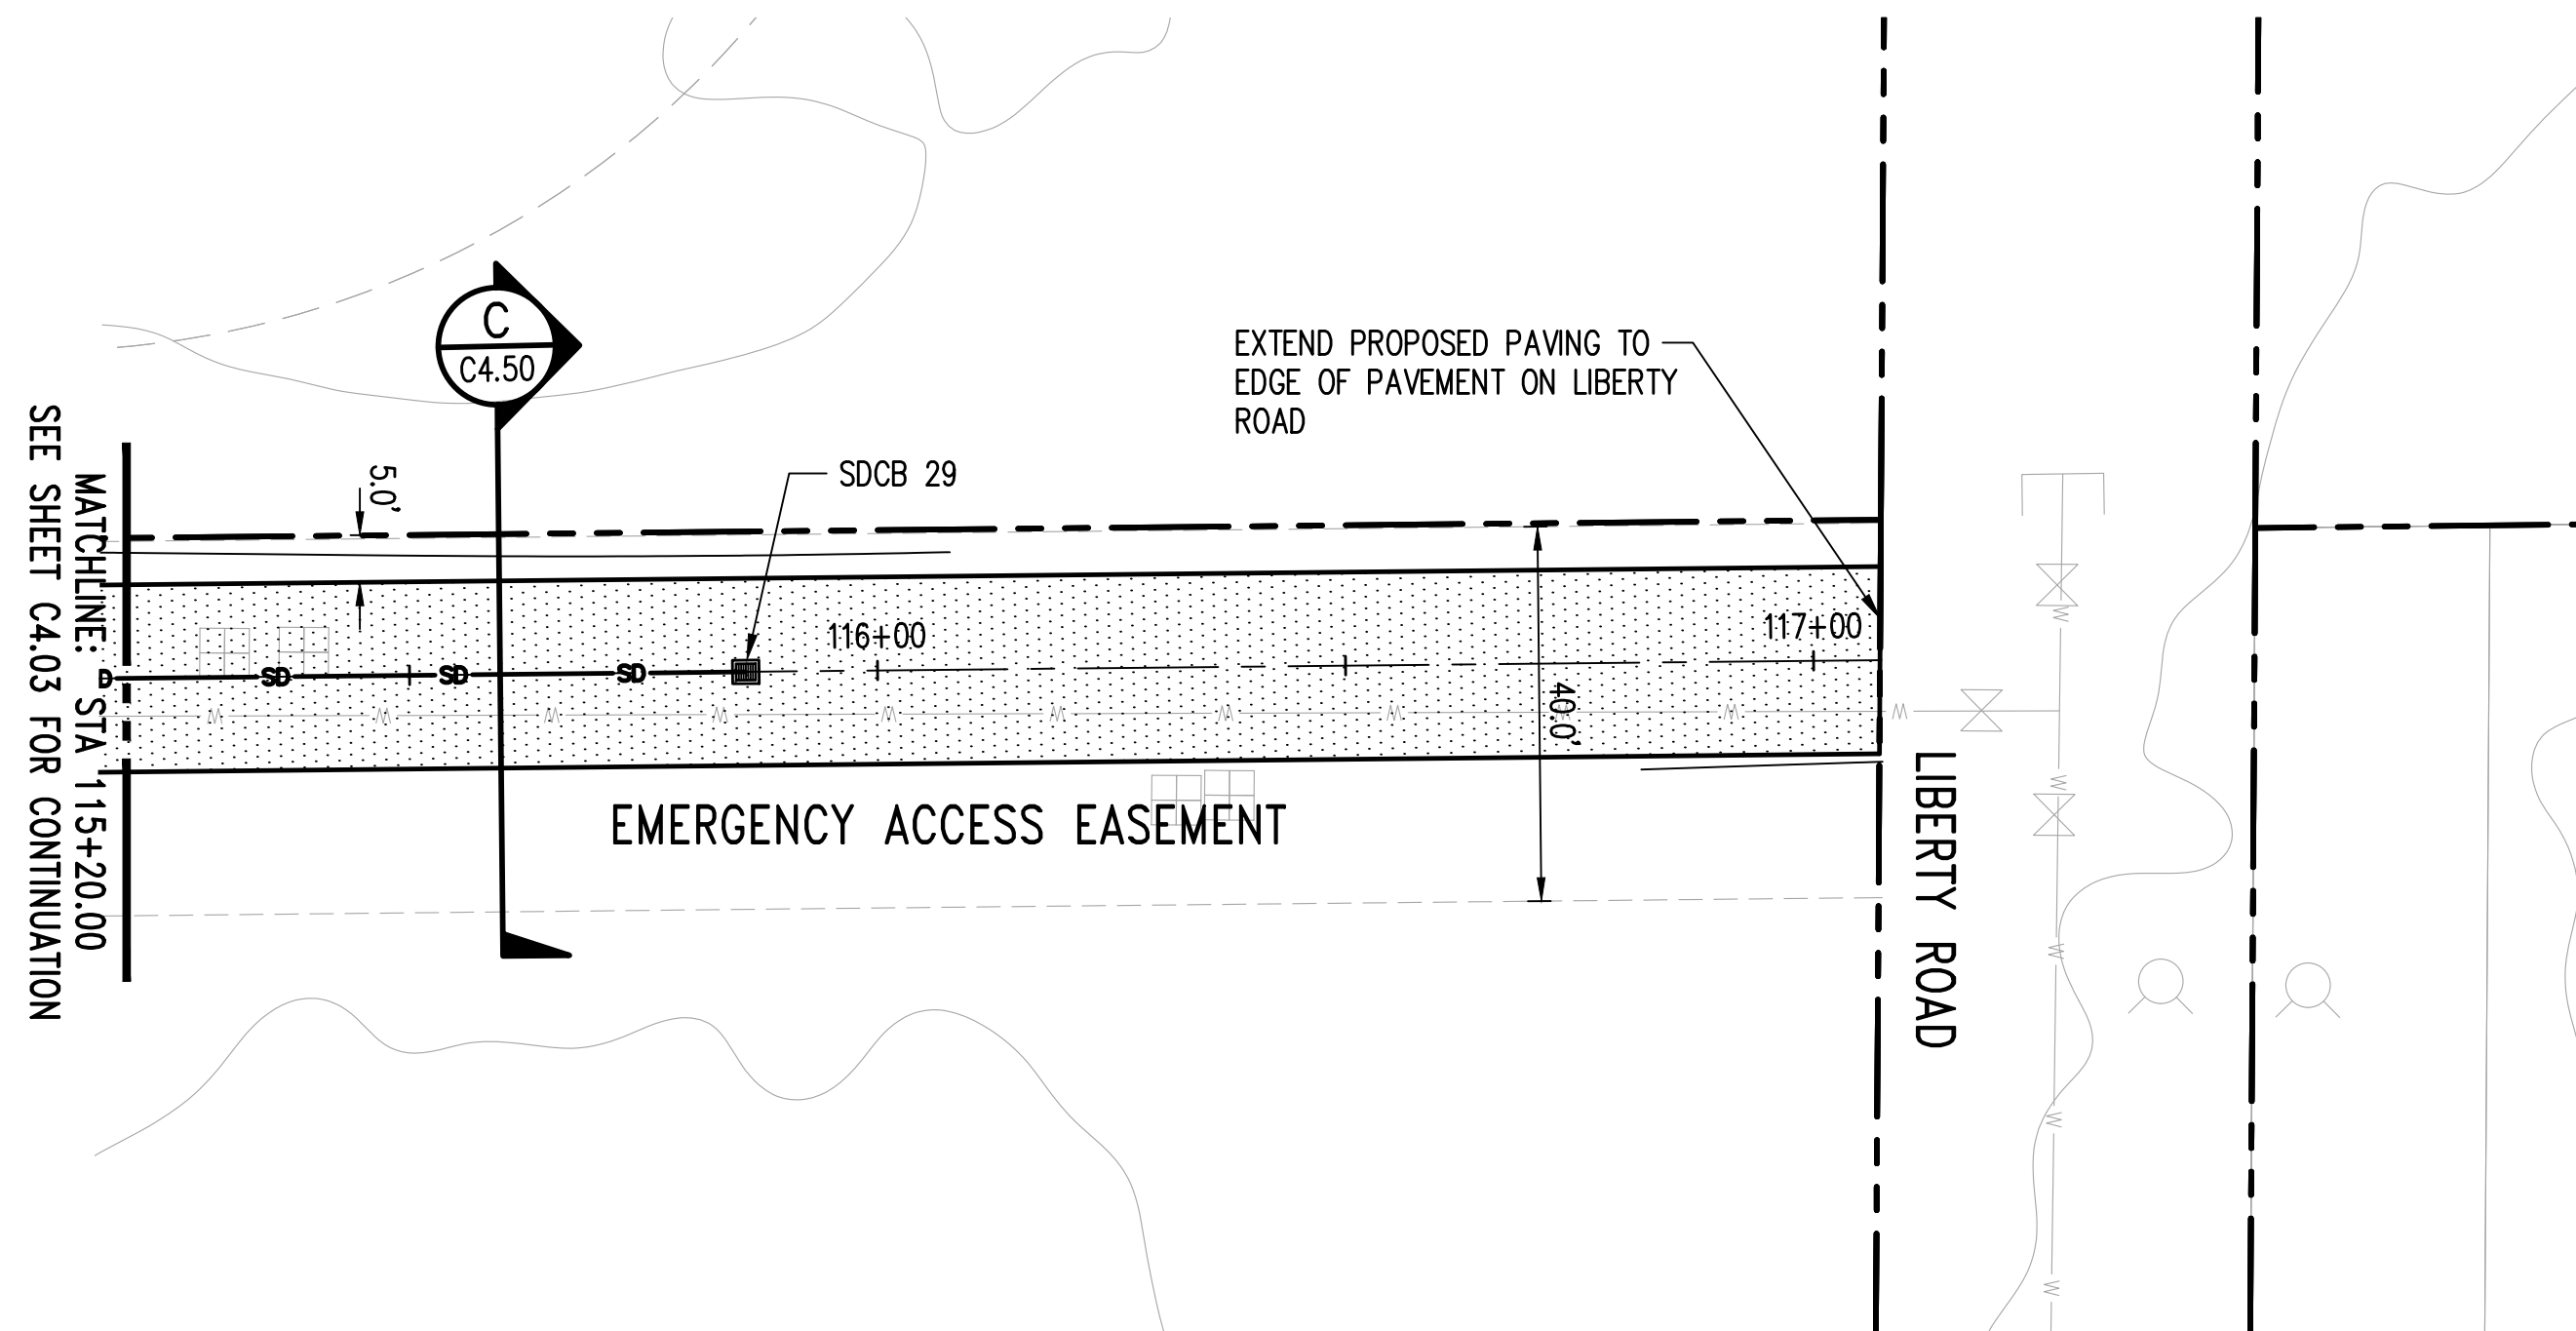 C
C4.50
EXTEND PROPOSED PAVING TO
EDGE OF PAVEMENT ON LIBERTY
ROAD
SDCB 29
5.0'
MATCHLINE: STA 115+20.00
SEE SHEET C4.03 FOR CONTINUATION
116+00
117+00
D
SD
SD
SD
W
W
W
W
W
W
W
W
W
W
W
40.0'
EMERGENCY ACCESS EASEMENT
LIBERTY ROAD
W
W
W
W
W